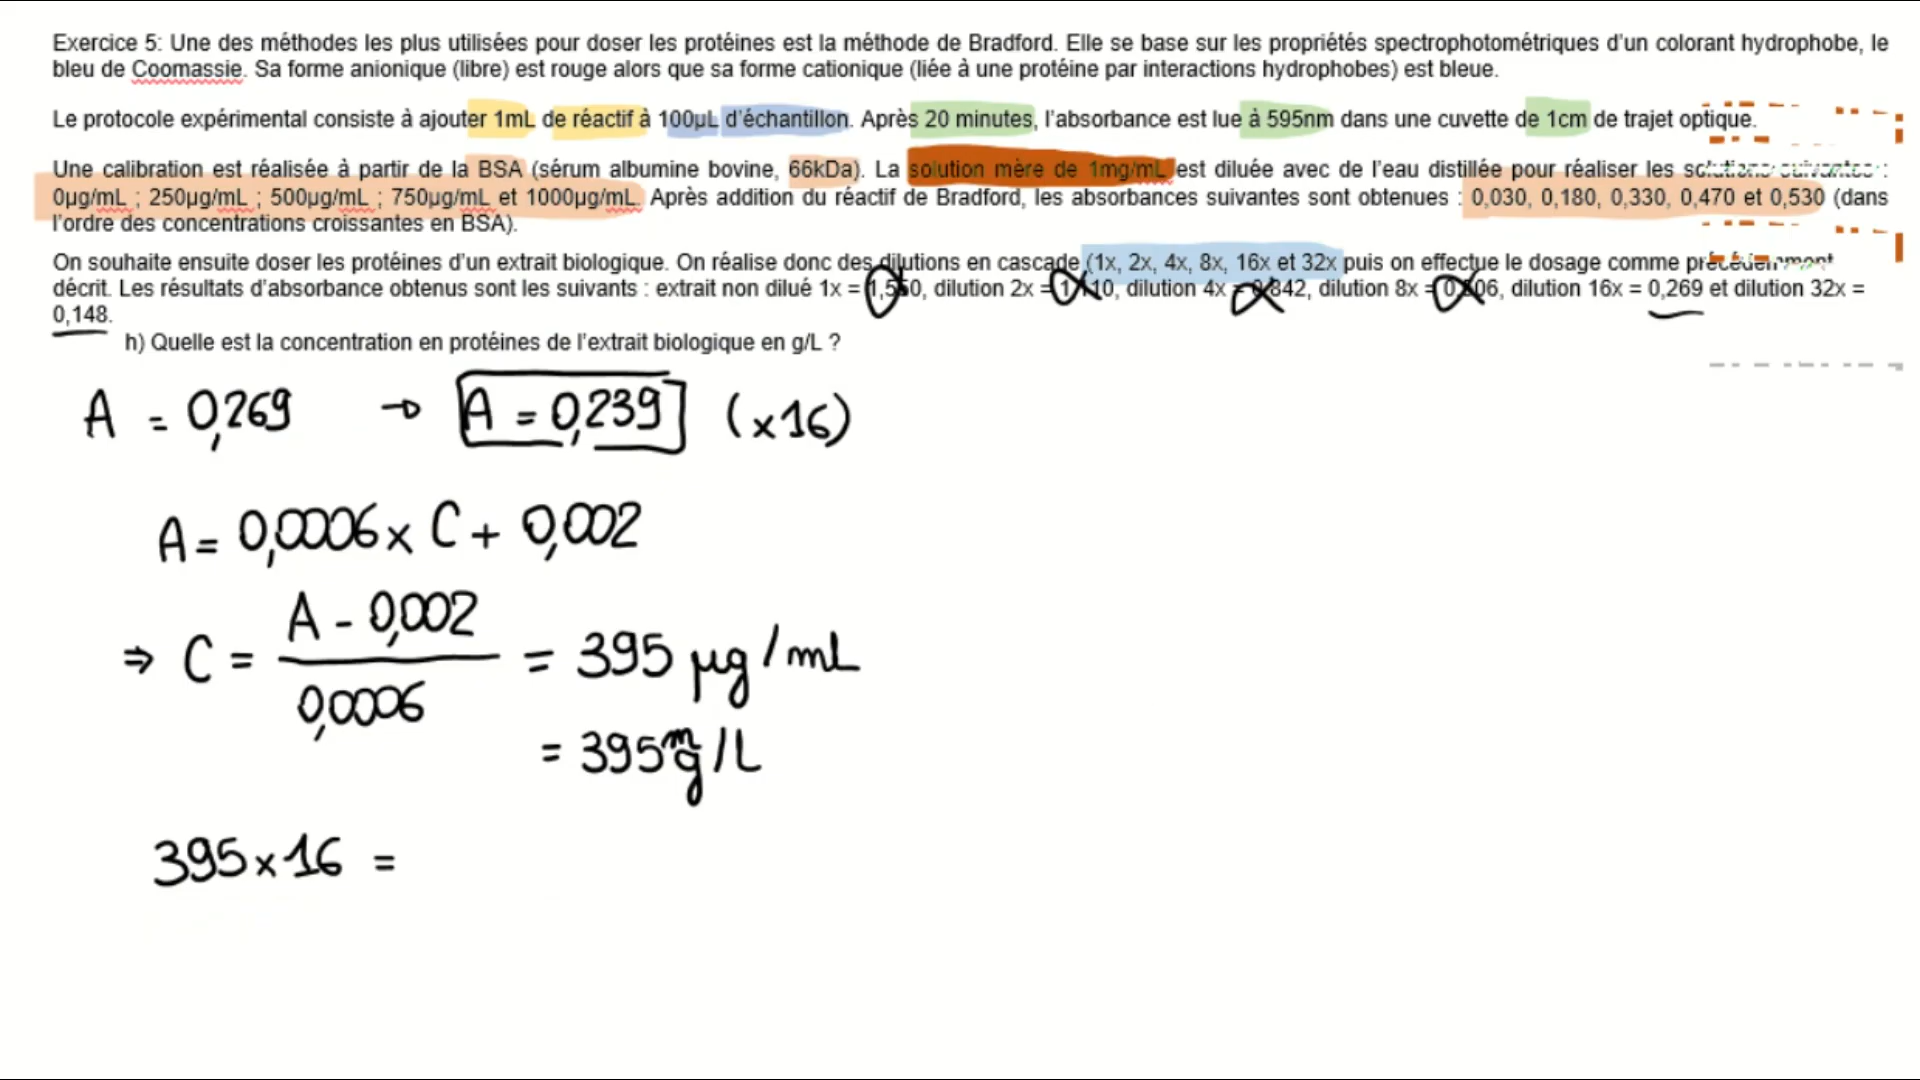 Exercice 5: Une des méthodes les plus utilisées pour doser les protéines est la méthode de Bradford. Elle se base sur les propriétés spectrophotométriques d'un colorant hydrophobe, le
bleu de Coomassie. Sa forme anionique (libre) est rouge alors que sa forme cationique (liée à une protéine par interactions hydrophobes) est bleue.
Le protocole expérimental consiste à ajouter 1mL de réactif à 100µL d'échantillon. Après 20 minutes, l'absorbance est lue à 595nm dans une cuvette de 1cm de trajet optique.
Une calibration est réalisée à partir de la BSA (sérum albumine bovine, 66kDa). La solution mère de 1mg/mL est diluée avec de l'eau distillée pour réaliser les solutions suivantes :
0µg/mL ; 250µg/mL ; 500µg/mL ; 750µg/mL et 1000µg/mL. Après addition du réactif de Bradford, les absorbances suivantes sont obtenues : 0,030, 0,180, 0,330, 0,470 et 0,530 (dans
l'ordre des concentrations croissantes en BSA).
On souhaite ensuite doser les protéines d'un extrait biologique. On réalise donc des dilutions en cascade (1x, 2x, 4x, 8x, 16x et 32x puis on effectue le dosage comme précédemment
décrit. Les résultats d'absorbance obtenus sont les suivants : extrait non dilué 1x = dilution 2x = dilution 4x = dilution 8x = dilution 16x = 0,269 et dilution 32x =
0,148.
h) Quelle est la concentration en protéines de l'extrait biologique en g/L ?
A = 0,269 → A = 0,239 (x16)
A = 0,0006 x C + 0,002
⇒ C = A - 0,002 / 0,0006 = 395 µg/mL
= 395 mg/L
395 x 16 =